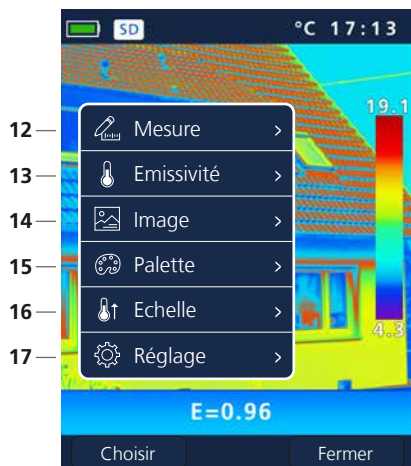 SD °C 17:13
19.1
12 Mesure >
13 Emissivité >
14 Image >
15 Palette >
16 Echelle >
17 Réglage >
4.3
E=0.96
Choisir Fermer